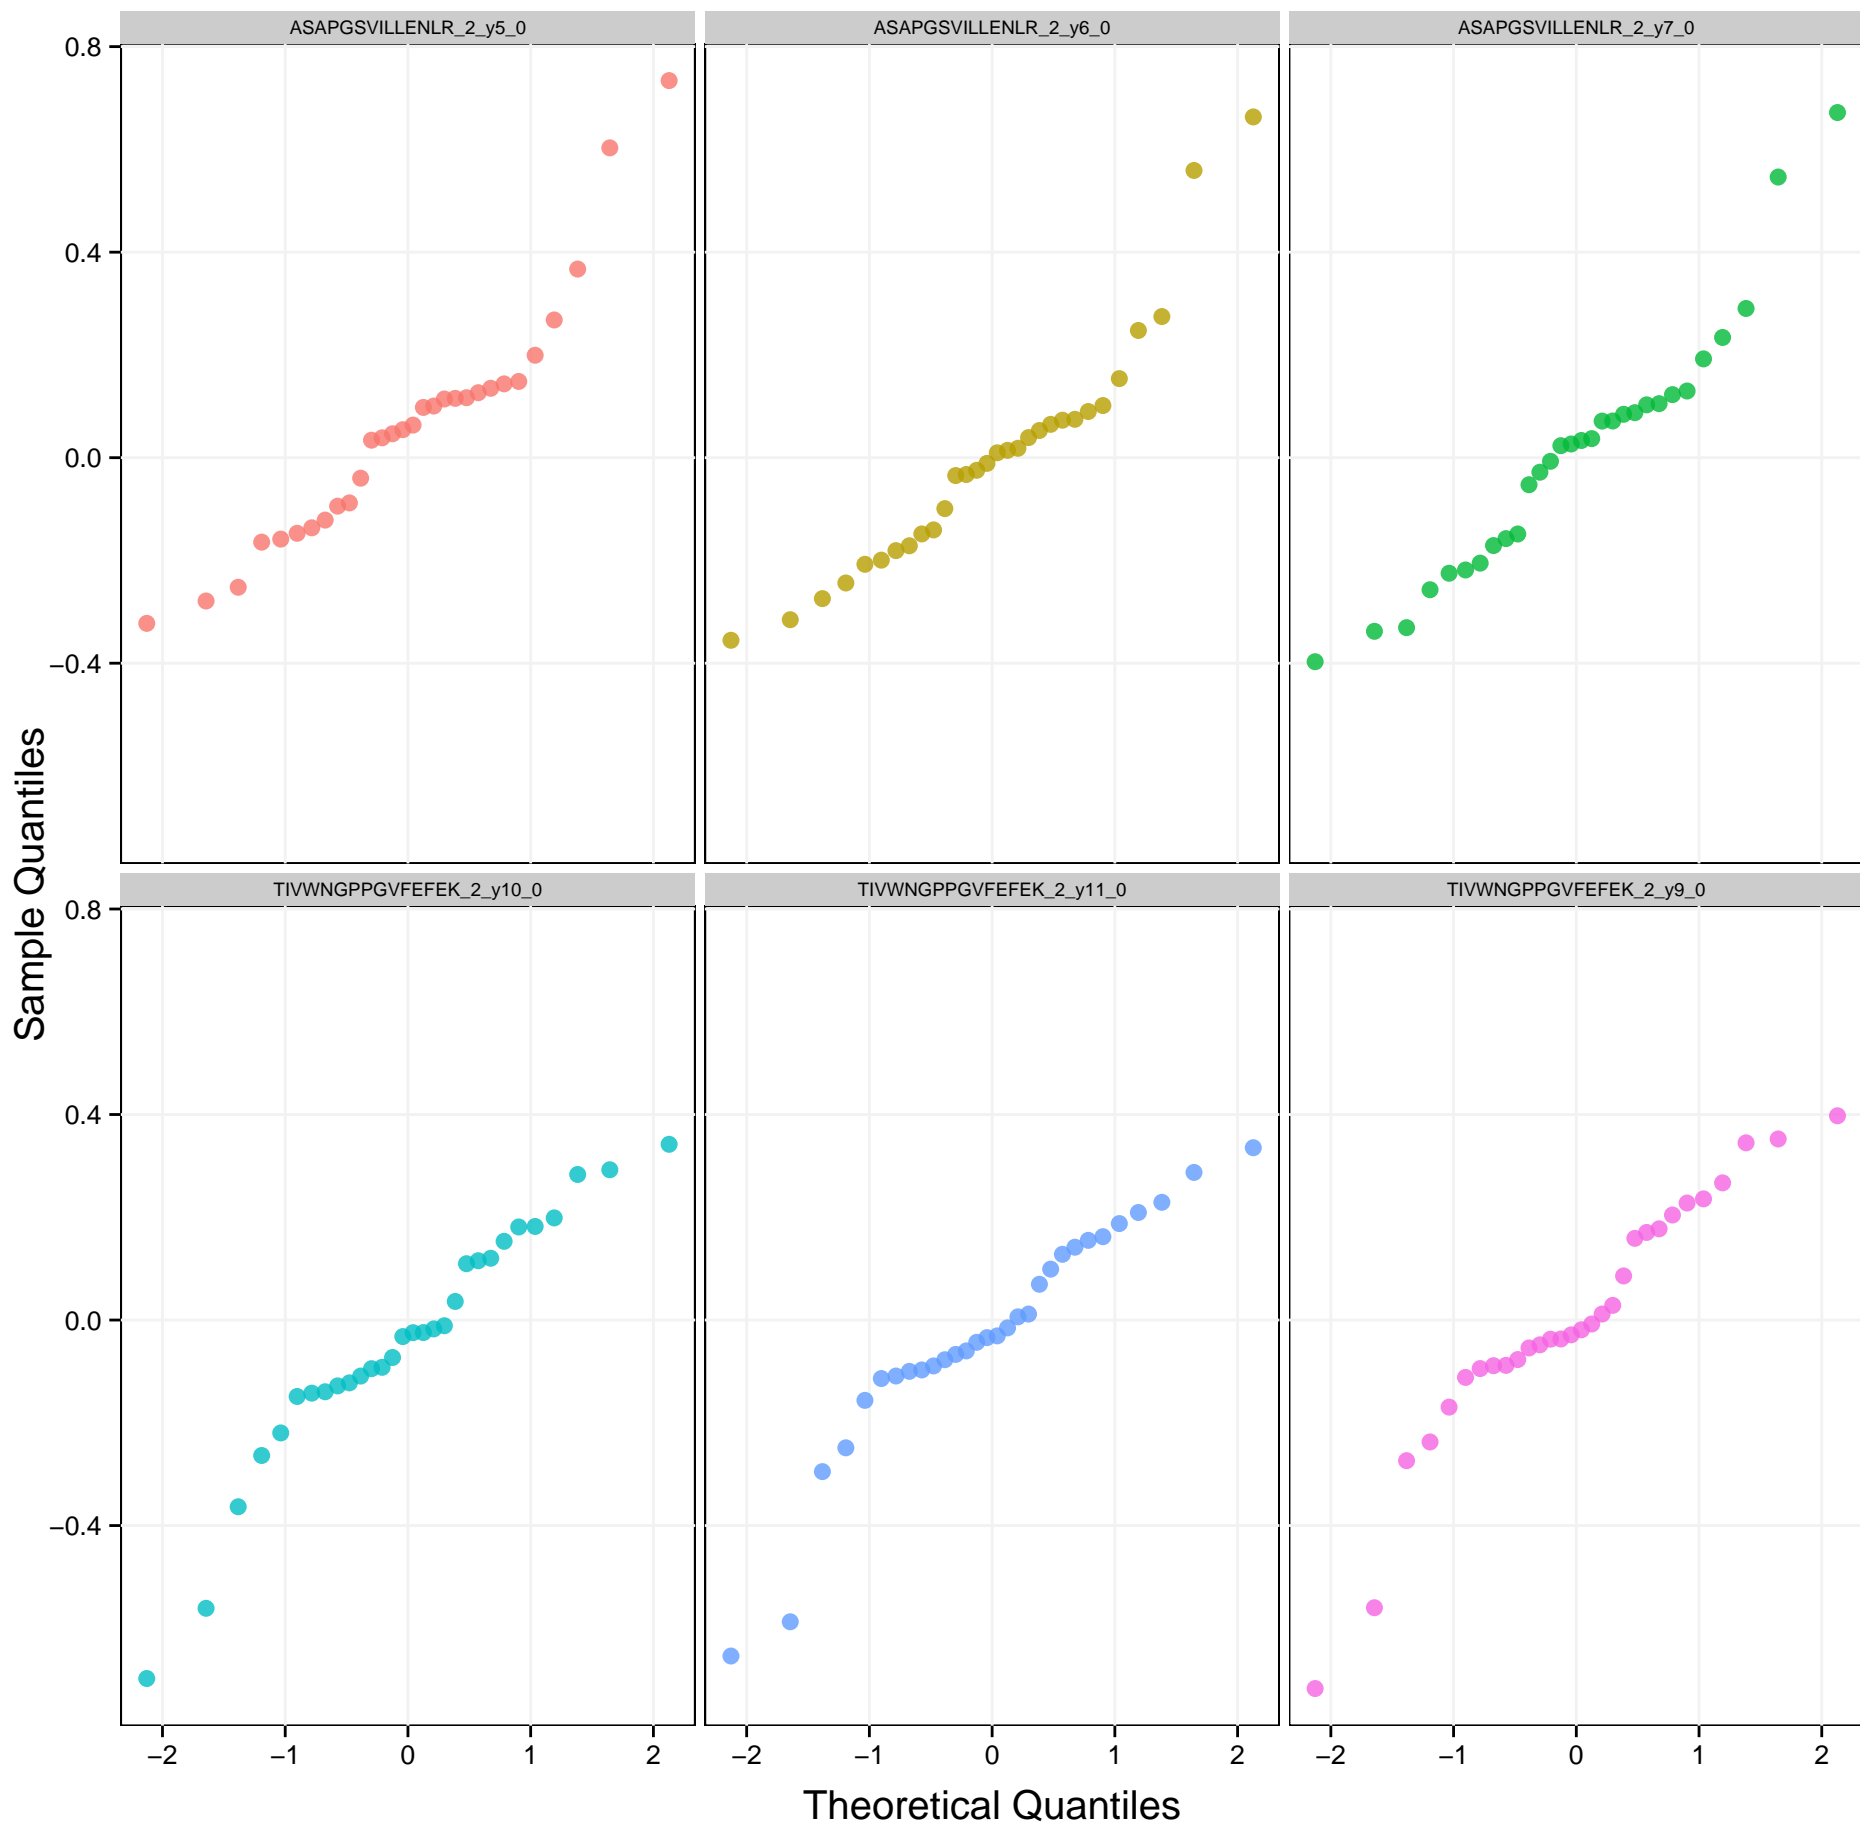 ASAPGSVILLENLR_2_y5_0
ASAPGSVILLENLR_2_y6_0
ASAPGSVILLENLR_2_y7_0
0.8
0.4
0.0
−0.4
TIVWNGPPGVFEFEK_2_y10_0
TIVWNGPPGVFEFEK_2_y11_0
TIVWNGPPGVFEFEK_2_y9_0
0.8
0.4
0.0
−0.4
Sample Quantiles
−2 −1 0 1 2
−2 −1 0 1 2
−2 −1 0 1 2
Theoretical Quantiles